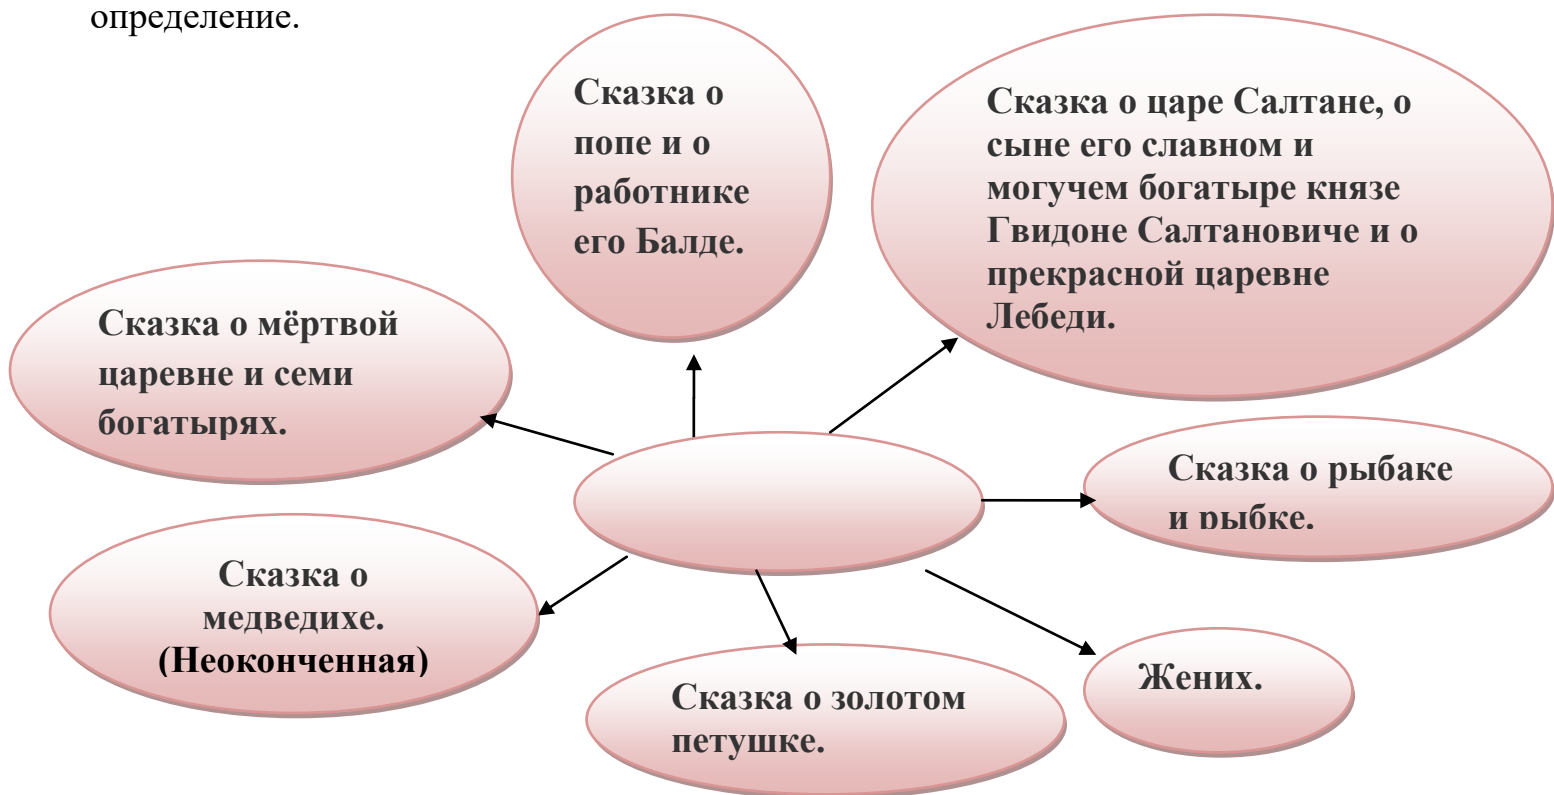 определение.
Сказка о
попе и о
работнике
его Балде.
Сказка о царе Салтане, о
сыне его славном и
могучем богатыре князе
Гвидоне Салтановиче и о
прекрасной царевне
Лебеди.
Сказка о мёртвой
царевне и семи
богатырях.
Сказка о рыбаке
и рыбке.
Сказка о
медведихе.
(Неоконченная)
Сказка о золотом
петушке.
Жених.